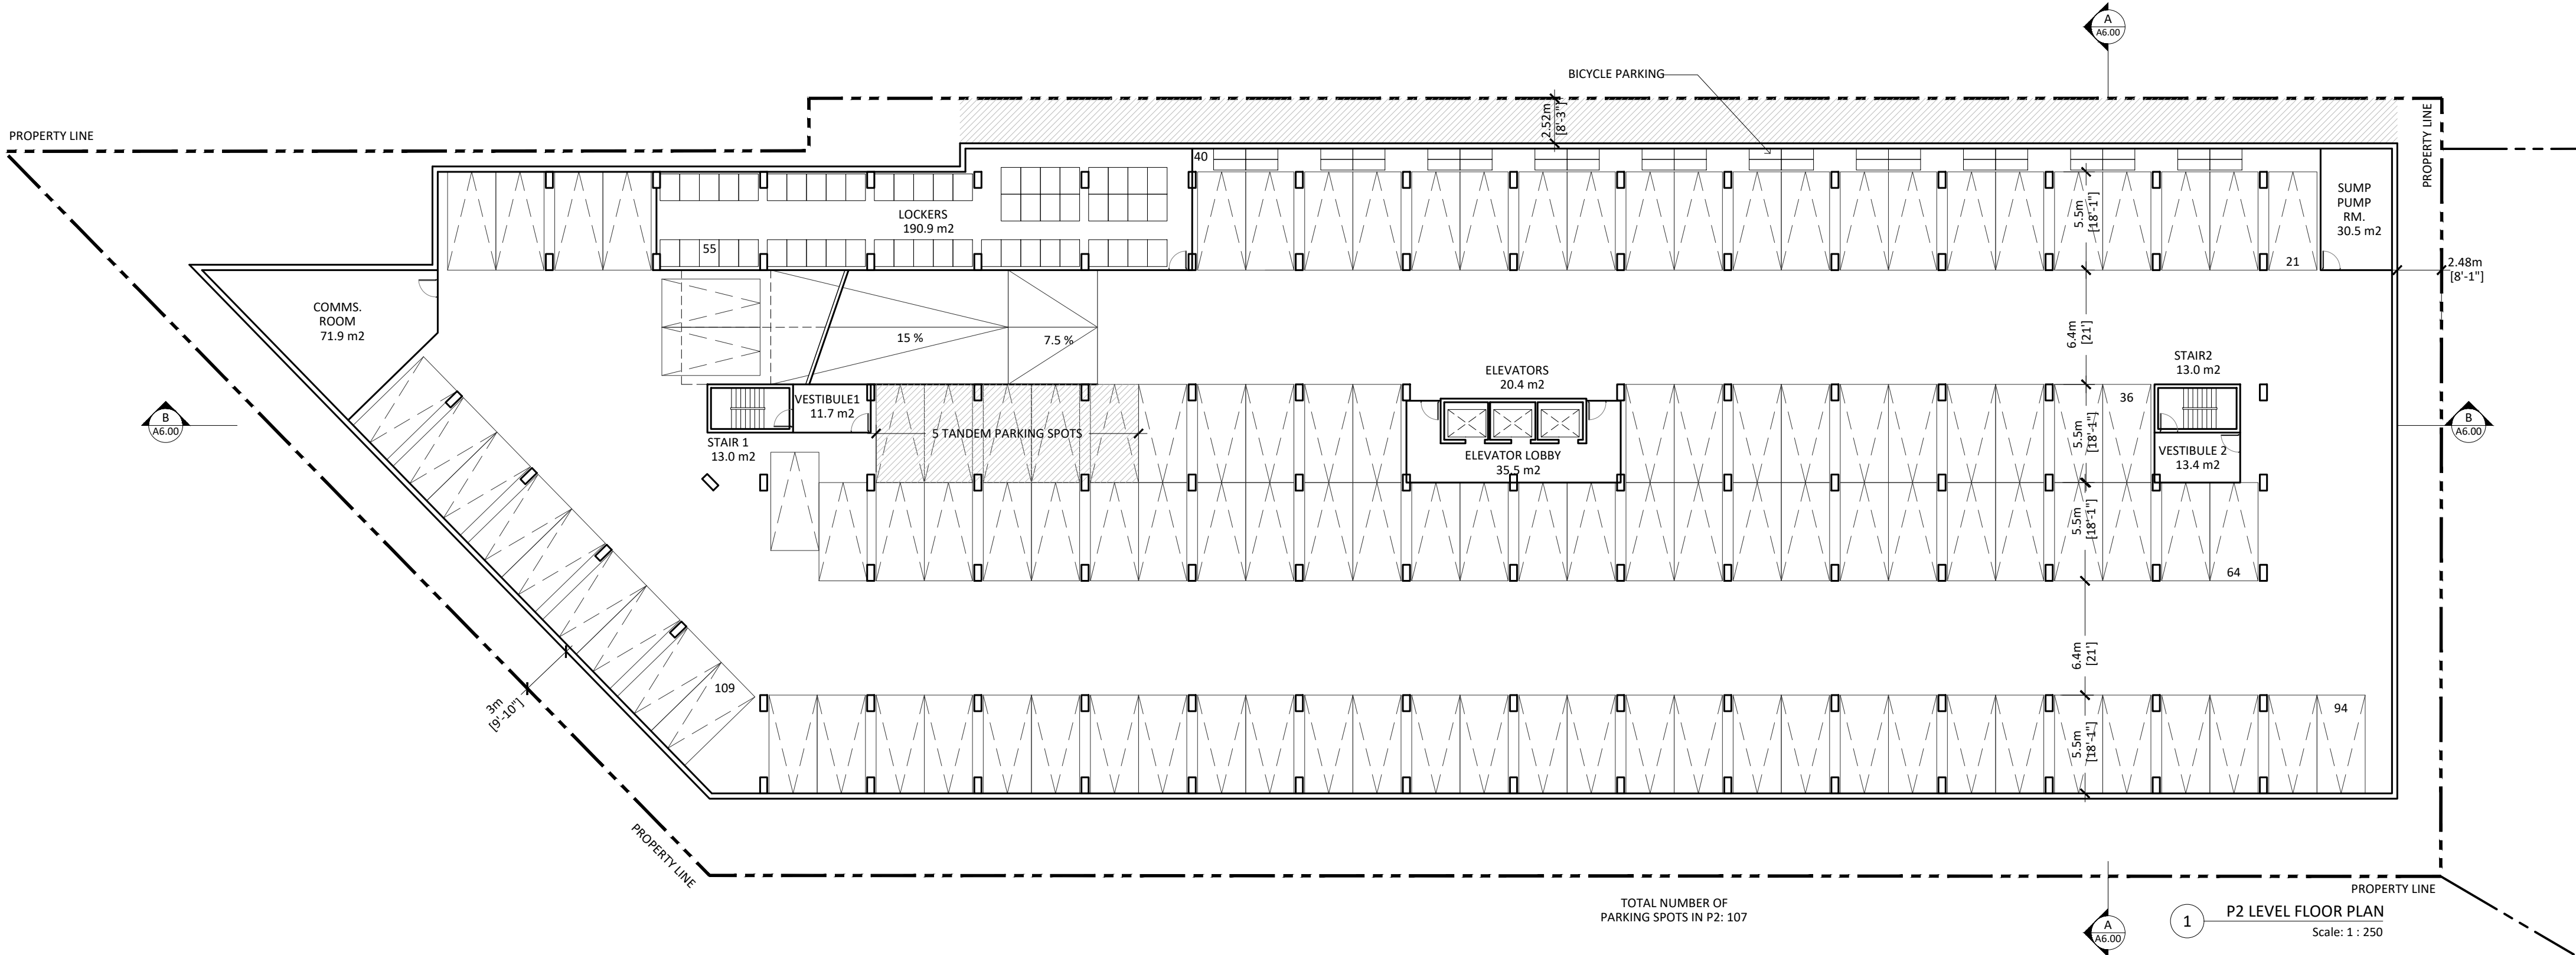 A
A6.00
BICYCLE PARKING
PROPERTY LINE
2.52m
[8'-3"]
PROPERTY LINE
40
LOCKERS
190.9 m2
55
5.5m
[18'-1"]
21
SUMP
PUMP
RM.
30.5 m2
2.48m
[8'-1"]
COMMS.
ROOM
71.9 m2
15 %
7.5 %
6.4m
[21']
ELEVATORS
20.4 m2
STAIR2
13.0 m2
B
A6.00
VESTIBULE1
11.7 m2
STAIR 1
13.0 m2
5 TANDEM PARKING SPOTS
ELEVATOR LOBBY
35.5 m2
36
5.5m
[18'-1"]
VESTIBULE 2
13.4 m2
B
A6.00
5.5m
[18'-1"]
64
6.4m
[21']
109
3m
[9'-10"]
94
5.5m
[18'-1"]
PROPERTY LINE
PROPERTY LINE
TOTAL NUMBER OF
PARKING SPOTS IN P2: 107
A
A6.00
1
P2 LEVEL FLOOR PLAN
Scale: 1 : 250